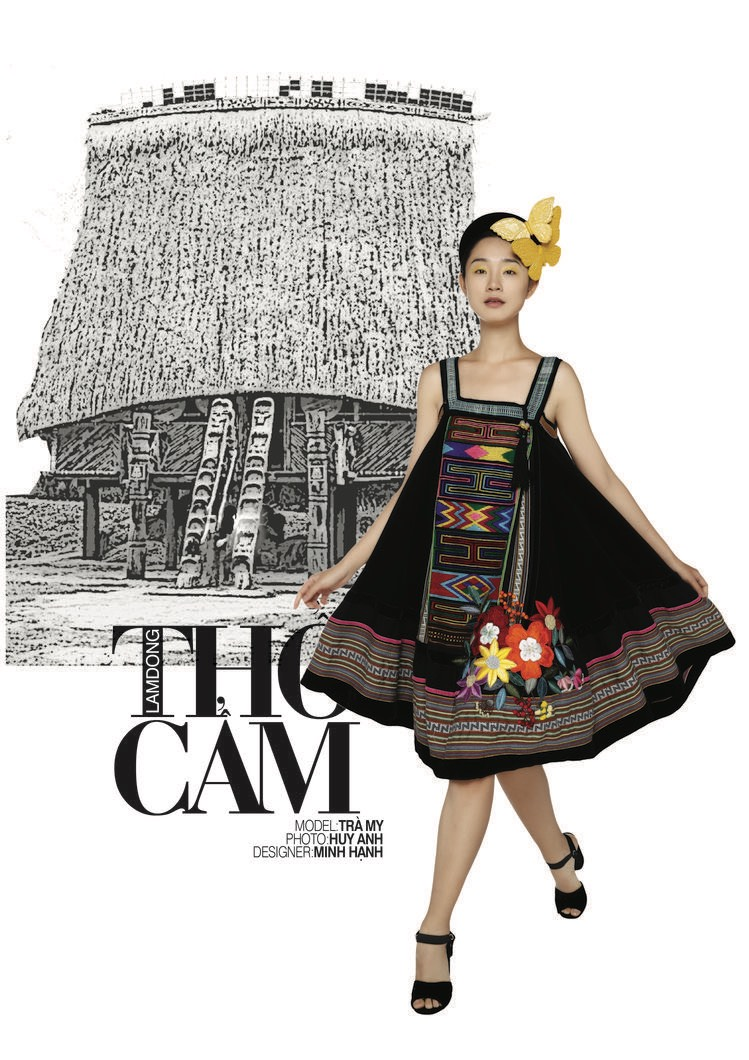 LAMDONG
THỔ
CẨM
MODEL:TRÀ MY
PHOTO:HUY ANH
DESIGNER:MINH HẠNH